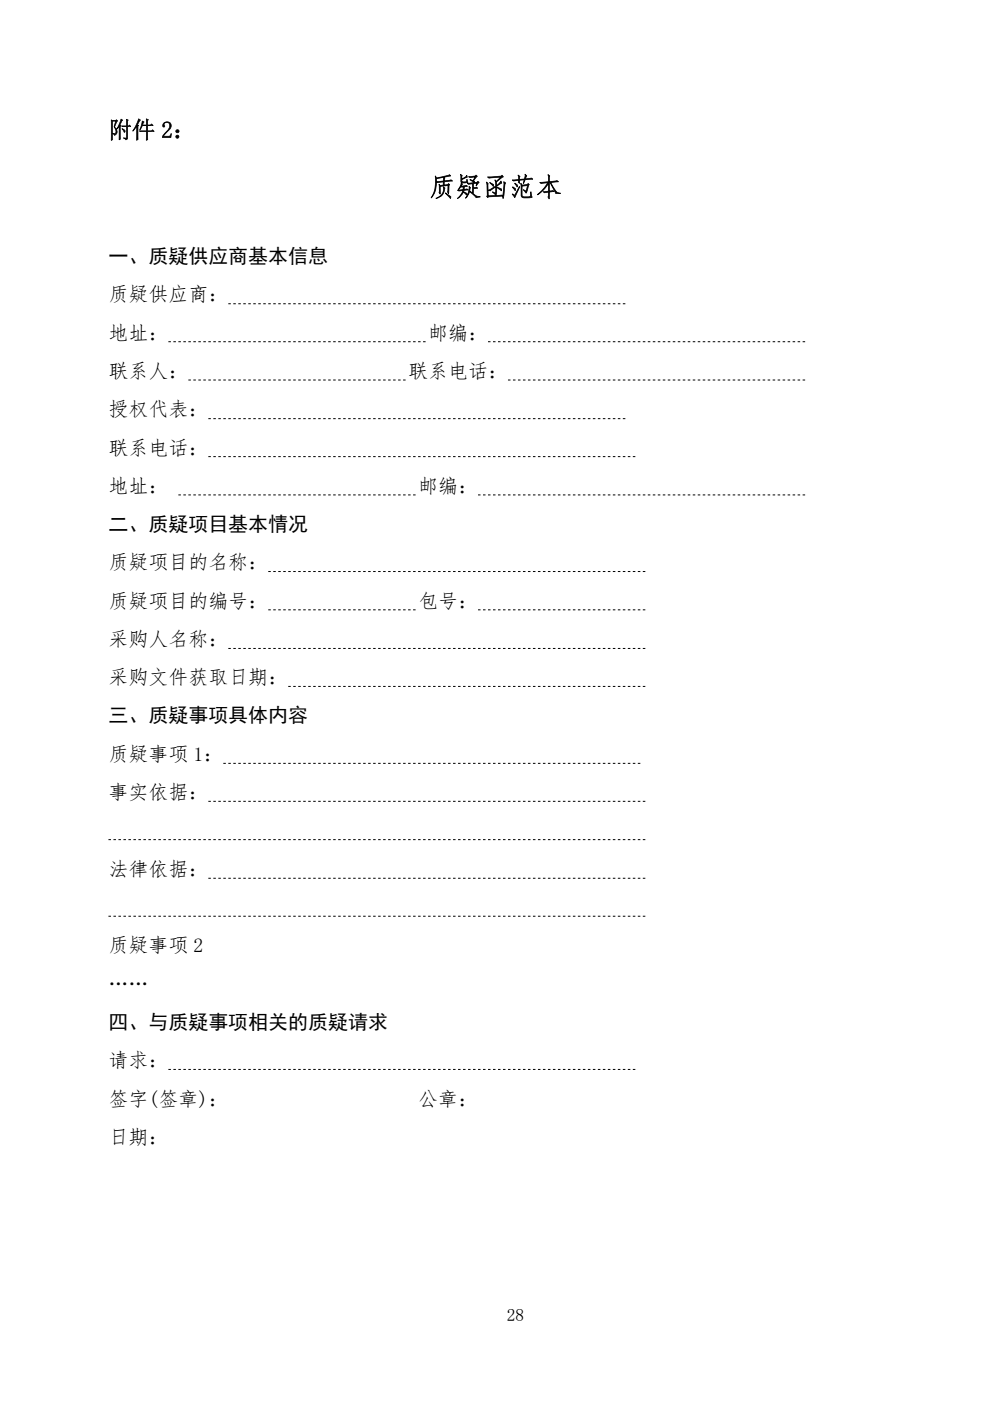 附件 2：
质疑函范本
一、质疑供应商基本信息
质疑供应商：
地址： 邮编：
联系人： 联系电话：
授权代表：
联系电话：
地址： 邮编：
二、质疑项目基本情况
质疑项目的名称：
质疑项目的编号： 包号：
采购人名称：
采购文件获取日期：
三、质疑事项具体内容
质疑事项 1：
事实依据：
法律依据：
质疑事项 2
……
四、与质疑事项相关的质疑请求
请求：
签字(签章)： 公章：
日期：
28